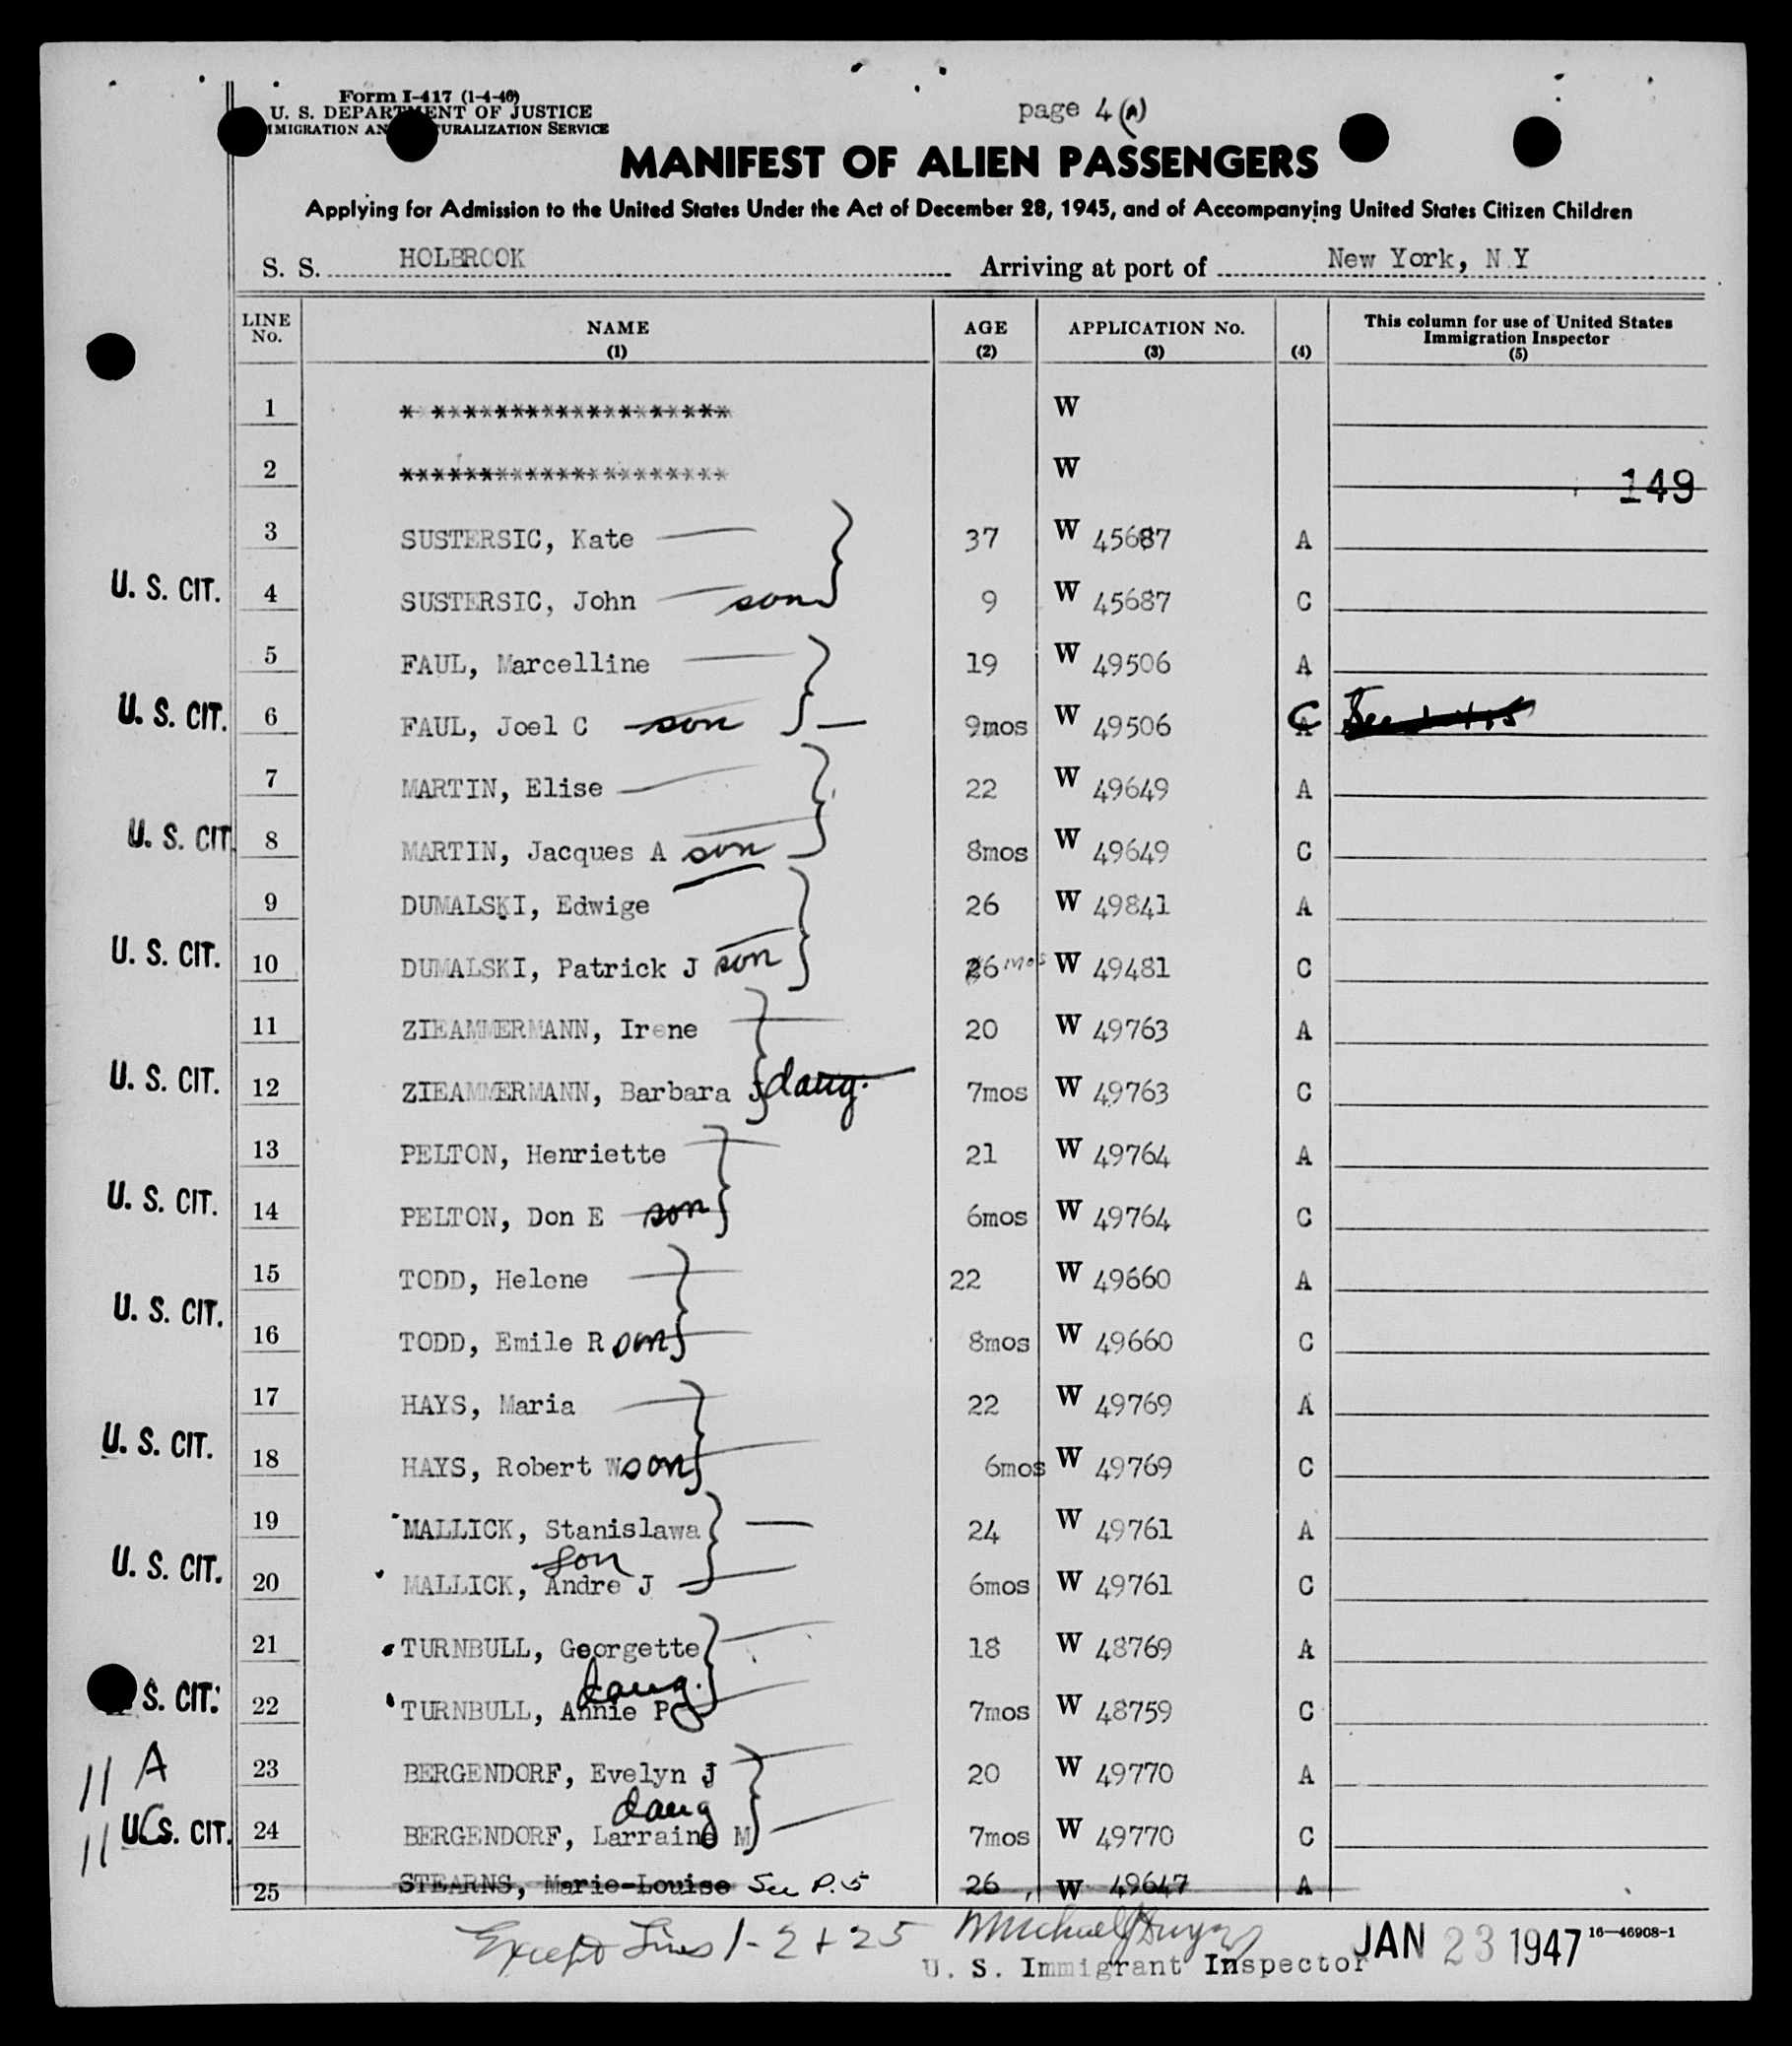 Form I-417 (1-4-46)
U. S. DEPARTMENT OF JUSTICE
IMMIGRATION AND NATURALIZATION SERVICE
page 4 (A)
MANIFEST OF ALIEN PASSENGERS
Applying for Admission to the United States Under the Act of December 28, 1945, and of Accompanying United States Citizen Children
S. S. HOLBROOK Arriving at port of New York, N Y
LINE No. NAME (1) AGE (2) APPLICATION No. (3) (4) This column for use of United States Immigration Inspector (5)
1 * ******************* W
2 ********************* W 149
3 SUSTERSIC, Kate 37 W 45687 A
U. S. CIT. 4 SUSTERSIC, John son 9 W 45687 C
5 FAUL, Marcelline 19 W 49506 A
U. S. CIT. 6 FAUL, Joel C son 9mos W 49506 C
7 MARTIN, Elise 22 W 49649 A
U. S. CIT 8 MARTIN, Jacques A son 8mos W 49649 C
9 DUMALSKI, Edwige 26 W 49841 A
U. S. CIT. 10 DUMALSKI, Patrick J son 6 mos W 49481 C
11 ZIEAMMERMANN, Irene 20 W 49763 A
U. S. CIT. 12 ZIEAMMERMANN, Barbara J daug. 7mos W 49763 C
13 PELTON, Henriette 21 W 49764 A
U. S. CIT. 14 PELTON, Don E son 6mos W 49764 C
15 TODD, Helene 22 W 49660 A
U. S. CIT. 16 TODD, Emile R son 8mos W 49660 C
17 HAYS, Maria 22 W 49769 A
U. S. CIT. 18 HAYS, Robert W son 6mos W 49769 C
19 MALLICK, Stanislawa 24 W 49761 A
son
U. S. CIT. 20 MALLICK, Andre J 6mos W 49761 C
21 TURNBULL, Georgette 18 W 48769 A
daug.
S. CIT. 22 TURNBULL, Annie P 7mos W 48759 C
11 A 23 BERGENDORF, Evelyn J 20 W 49770 A
daug
11 C U. S. CIT. 24 BERGENDORF, Larraine M 7mos W 49770 C
25 STEARNS, Marie-Louise See P. 5 26 W 49647 A
Except Lines 1-2 + 25
U. S. Immigrant Inspector JAN 23 1947 16—46908-1